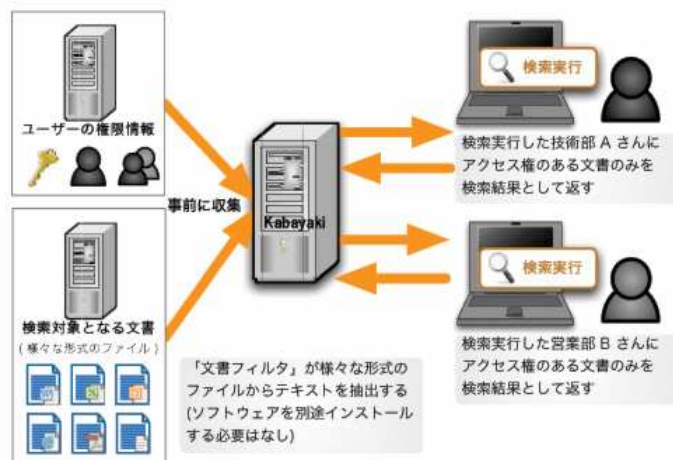 ユーザーの権限情報
事前に収集
Kabayaki
検索対象となる文書
(様々な形式のファイル)
「文書フィルタ」が様々な形式の
ファイルからテキストを抽出する
(ソフトウェアを別途インストール
する必要はなし)
検索実行
検索実行した技術部 A さんに
アクセス権のある文書のみを
検索結果として返す
検索実行
検索実行した営業部 B さんに
アクセス権のある文書のみを
検索結果として返す